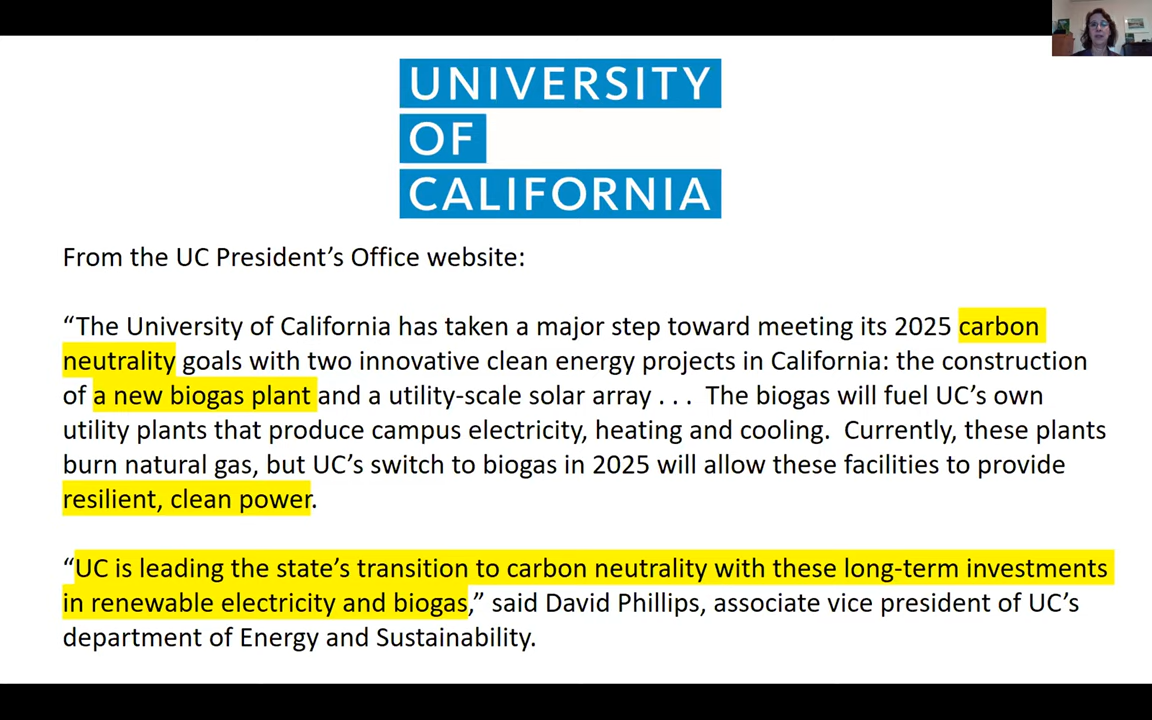 UNIVERSITY
OF
CALIFORNIA
From the UC President’s Office website:
“The University of California has taken a major step toward meeting its 2025 carbon
neutrality goals with two innovative clean energy projects in California: the construction
of a new biogas plant and a utility-scale solar array . . .  The biogas will fuel UC’s own
utility plants that produce campus electricity, heating and cooling.  Currently, these plants
burn natural gas, but UC’s switch to biogas in 2025 will allow these facilities to provide
resilient, clean power.
“UC is leading the state’s transition to carbon neutrality with these long-term investments
in renewable electricity and biogas,” said David Phillips, associate vice president of UC’s
department of Energy and Sustainability.